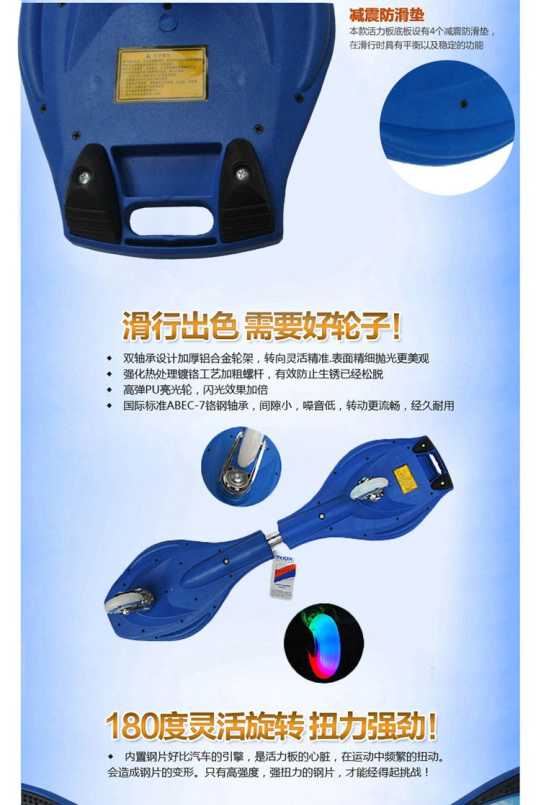 减震防滑垫
本款活力板底板设有4个减震防滑垫，
在滑行时具有平衡以及稳定的功能
滑行出色 需要好轮子！
双轴承设计加厚铝合金轮架，转向灵活精准.表面精细抛光更美观
强化热处理镀铬工艺加粗螺杆，有效防止生锈已经松脱
高弹PU亮光轮，闪光效果加倍
国际标准ABEC-7铬钢轴承，间隙小，噪音低，转动更流畅，经久耐用
180度灵活旋转 扭力强劲！
内置钢片好比汽车的引擎，是活力板的心脏，在运动中频繁的扭动。
会造成钢片的变形。只有高强度，强扭力的钢片，才能经得起挑战！